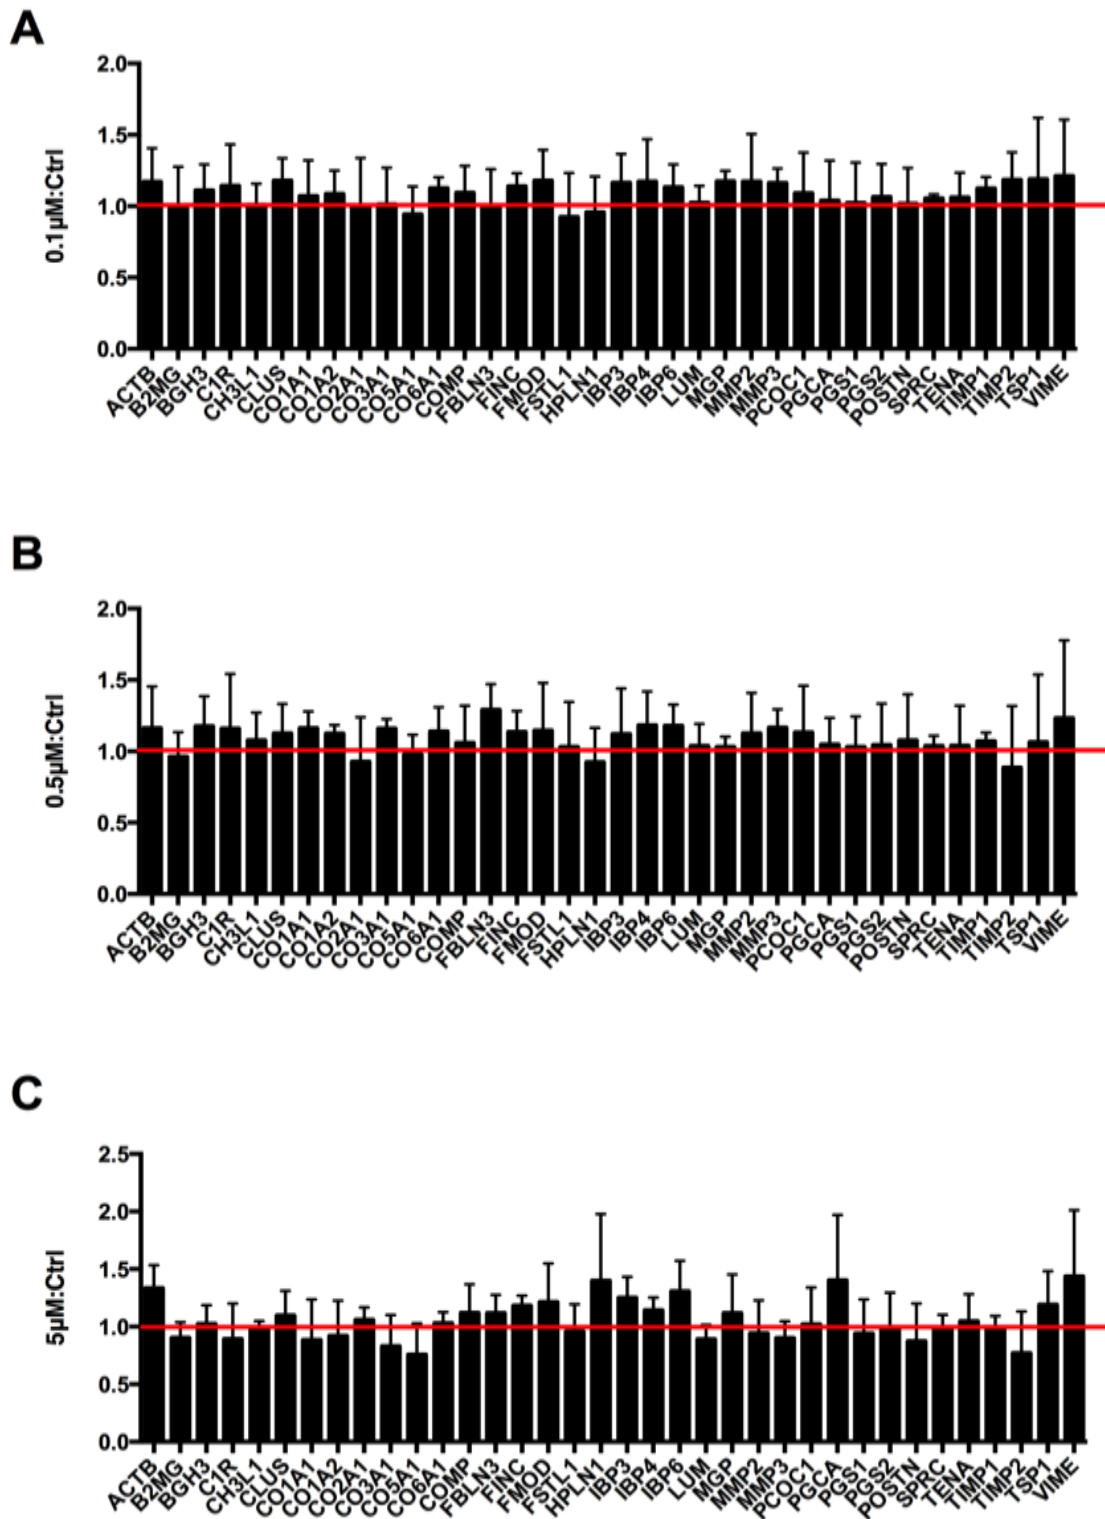 A
2.0
1.5
1.0
0.5
0.0
0.1µM:Ctrl
ACTB
B2MG
BGH3
C1R
CH3L1
CLUS
CO1A1
CO1A2
CO2A1
CO3A1
CO5A1
CO6A1
COMP
FBLN3
FINC
FMOD
FSTL1
HPLN1
IBP3
IBP4
IBP6
LUM
MGP
MMP2
MMP3
PCOC1
PGCA
PGS1
PGS2
POSTN
SPRC
TENA
TIMP1
TIMP2
TSP1
VIME
B
2.0
1.5
1.0
0.5
0.0
0.5µM:Ctrl
ACTB
B2MG
BGH3
C1R
CH3L1
CLUS
CO1A1
CO1A2
CO2A1
CO3A1
CO3A1
CO6A1
COMP
FBLN3
FINC
FMOD
FSTL1
HPLN1
IBP3
IBP4
IBP6
LUM
MGP
MMP2
MMP3
PCOC1
PGCA
PGS1
PGS2
POSTN
SPRC
TENA
TIMP1
TIMP2
TSP1
VIME
C
2.5
2.0
1.5
1.0
0.5
0.0
5µM:Ctrl
ACTB
B2MG
BGH3
C1R
CH3L1
CLUS
CO1A1
CO1A2
CO2A1
CO3A1
CO5A1
CO6A1
COMP
FBLN3
FINC
FMOD
FSTL1
HPLN1
IBP3
IBP4
IBP6
LUM
MGP
MMP2
MMP3
PCOC1
PGCA
PGS1
PGS2
POSTN
SPRC
TENA
TIMP1
TIMP2
TSP1
VIME